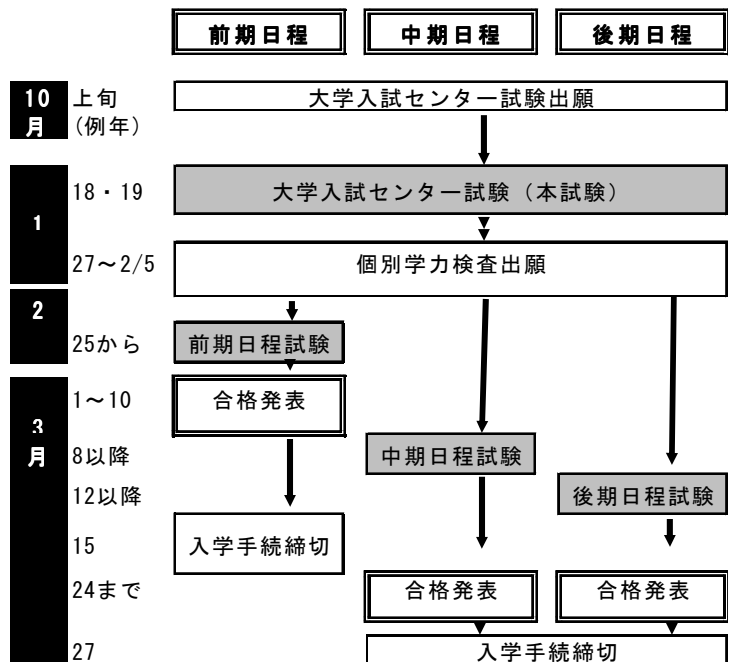 前期日程 中期日程 後期日程
10月 上旬 大学入試センター試験出願
(例年)
1 18・19 大学入試センター試験（本試験）
27～2/5 個別学力検査出願
2
25から 前期日程試験
3月 1～10 合格発表
8以降 中期日程試験
12以降 後期日程試験
15 入学手続締切
24まで 合格発表 合格発表
27 入学手続締切